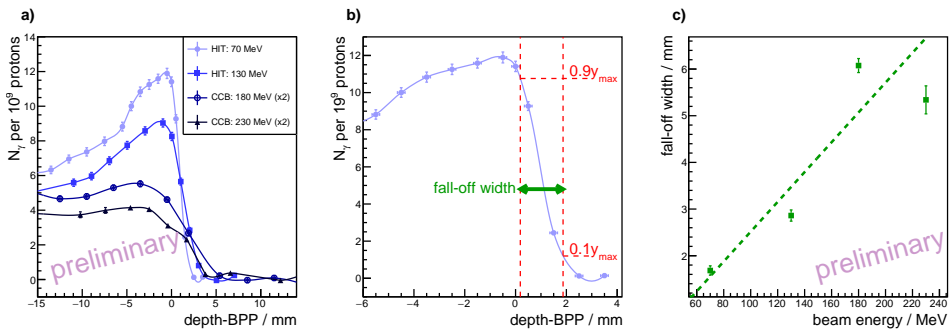 a)
N_γ per 10^9 protons
14
12
10
8
6
4
2
0
HIT: 70 MeV
HIT: 130 MeV
CCB: 180 MeV (x2)
CCB: 230 MeV (x2)
preliminary
−15 −10 −5 0 5 10
depth-BPP / mm
b)
N_γ per 19^9 protons
12
10
8
6
4
2
0
0.9y_max
fall-off width
0.1y_max
preliminary
−6 −4 −2 0 2 4
depth-BPP / mm
c)
fall-off width / mm
6
5
4
3
2
preliminary
60 80 100 120 140 160 180 200 220 240
beam energy / MeV